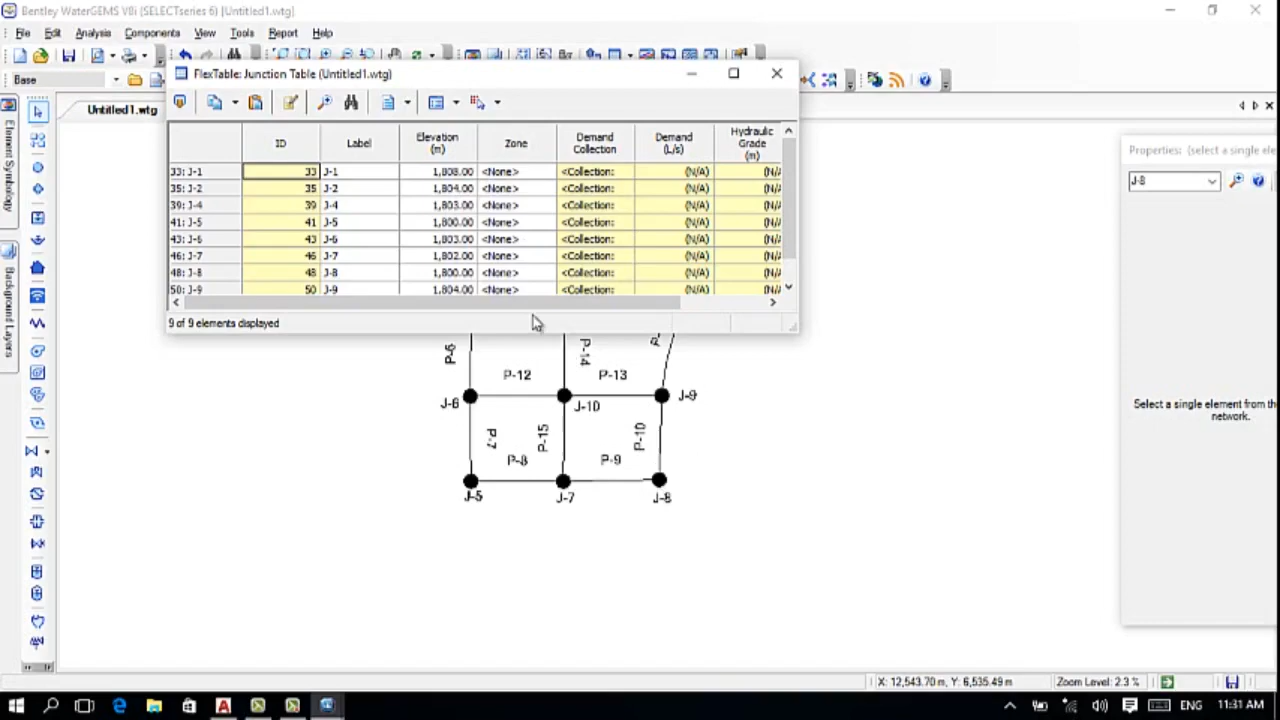 Bentley WaterGEMS V8i (SELECTseries 6) [Untitled1.wtg]
File Edit Analysis Components View Tools Report Help
Base
Untitled1.wtg
FlexTable: Junction Table (Untitled1.wtg)
ID Label Elevation (m) Zone Demand Collection Demand (L/s) Hydraulic Grade (m)
33: J-1 33 J-1 1,808.00 <None> <Collection: (N/A) (N/A
35: J-2 35 J-2 1,804.00 <None> <Collection: (N/A) (N/A
39: J-4 39 J-4 1,803.00 <None> <Collection: (N/A) (N/A
41: J-5 41 J-5 1,800.00 <None> <Collection: (N/A) (N/A
43: J-6 43 J-6 1,803.00 <None> <Collection: (N/A) (N/A
46: J-7 46 J-7 1,802.00 <None> <Collection: (N/A) (N/A
48: J-8 48 J-8 1,800.00 <None> <Collection: (N/A) (N/A
50: J-9 50 J-9 1,804.00 <None> <Collection: (N/A) (N/A
9 of 9 elements displayed
Element Symbology
Background Layers
Properties: (select a single ele
J-8
Select a single element from the
network.
P-6
P-14
P-12
P-13
J-6
J-10
J-9
P-7
P-15
P-10
P-8
P-9
J-5
J-7
J-8
X: 12,543.70 m, Y: 6,535.49 m
Zoom Level: 2.3 %
ENG
11:31 AM